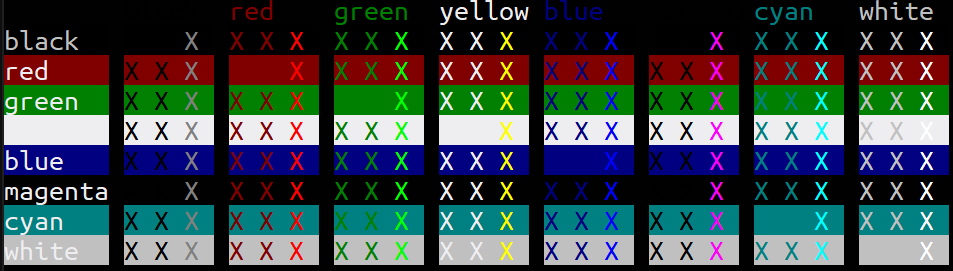 red green yellow blue cyan white
black X X X X X X X X X X X X X X X X X X X X
red X X X X X X X X X X X X X X X X X X X X X X
green X X X X X X X X X X X X X X X X X X X X X X
X X X X X X X X X X X X X X X X X X X X X X
blue X X X X X X X X X X X X X X X X X X X X X X
magenta X X X X X X X X X X X X X X X X X X X X
cyan X X X X X X X X X X X X X X X X X X X X X X
white X X X X X X X X X X X X X X X X X X X X X X